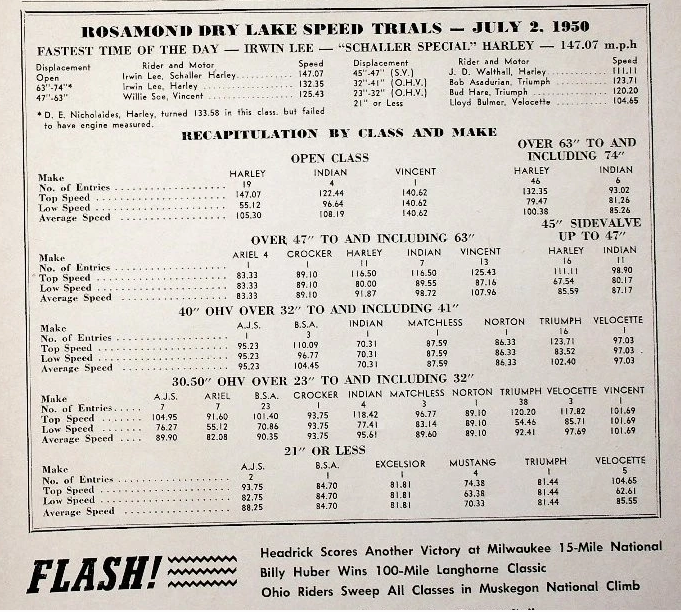 ROSAMOND DRY LAKE SPEED TRIALS — JULY 2, 1950
FASTEST TIME OF THE DAY — IRWIN LEE — "SCHALLER SPECIAL" HARLEY — 147.07 m.p.h
Displacement Rider and Motor Speed Displacement Rider and Motor Speed
Open Irwin Lee, Schaller Harley 147.07 45"-47" (S.V.) J. D. Walthall, Harley 111.11
63"-74"* Irwin Lee, Harley 132.35 32"-41" (O.H.V.) Bob Asadurian, Triumph 123.71
47"-63" Willie Soe, Vincent 125.43 23"-32" (O.H.V.) Bud Hare, Triumph 120.20
21" or Less Lloyd Bulmer, Velocette 104.65
* D. E. Nicholaides, Harley, turned 133.58 in this class, but failed
to have engine measured.
RECAPITULATION BY CLASS AND MAKE
OPEN CLASS OVER 63" TO AND INCLUDING 74"
Make HARLEY INDIAN VINCENT HARLEY INDIAN
No. of Entries 19 4 1 46 6
Top Speed 147.07 122.44 140.62 132.35 93.02
Low Speed 55.12 96.64 140.62 79.47 81.26
Average Speed 105.30 108.19 140.62 100.38 85.26
OVER 47" TO AND INCLUDING 63" 45" SIDEVALVE UP TO 47"
Make ARIEL 4 CROCKER HARLEY INDIAN VINCENT HARLEY INDIAN
No. of Entries 1 1 11 7 13 16 11
Top Speed 83.33 89.10 116.50 116.50 125.43 111.11 98.90
Low Speed 83.33 89.10 80.00 89.55 87.16 67.54 80.17
Average Speed 83.33 89.10 91.87 98.72 107.96 85.59 87.17
40" OHV OVER 32" TO AND INCLUDING 41"
Make A.J.S. B.S.A. INDIAN MATCHLESS NORTON TRIUMPH VELOCETTE
No. of Entries 1 3 1 1 1 16 1
Top Speed 95.23 110.09 70.31 87.59 86.33 123.71 97.03
Low Speed 95.23 96.77 70.31 87.59 86.33 83.52 97.03
Average Speed 95.23 104.45 70.31 87.59 86.33 102.40 97.03
30.50" OHV OVER 23" TO AND INCLUDING 32"
Make A.J.S. ARIEL B.S.A. CROCKER INDIAN MATCHLESS NORTON TRIUMPH VELOCETTE VINCENT
No. of Entries 7 7 23 1 4 3 1 38 3 1
Top Speed 104.95 91.60 101.40 93.75 118.42 96.77 89.10 120.20 117.82 101.69
Low Speed 76.27 55.12 70.86 93.75 77.41 83.14 89.10 54.46 85.71 101.69
Average Speed 89.90 82.08 90.35 93.75 95.61 89.60 89.10 92.41 97.69 101.69
21" OR LESS
Make A.J.S. B.S.A. EXCELSIOR MUSTANG TRIUMPH VELOCETTE
No. of Entries 2 1 1 4 1 5
Top Speed 93.75 84.70 81.81 74.38 81.44 104.65
Low Speed 82.75 84.70 81.81 63.38 81.44 62.61
Average Speed 88.25 84.70 81.81 70.33 81.44 85.55
FLASH!
Headrick Scores Another Victory at Milwaukee 15-Mile National
Billy Huber Wins 100-Mile Langhorne Classic
Ohio Riders Sweep All Classes in Muskegon National Climb